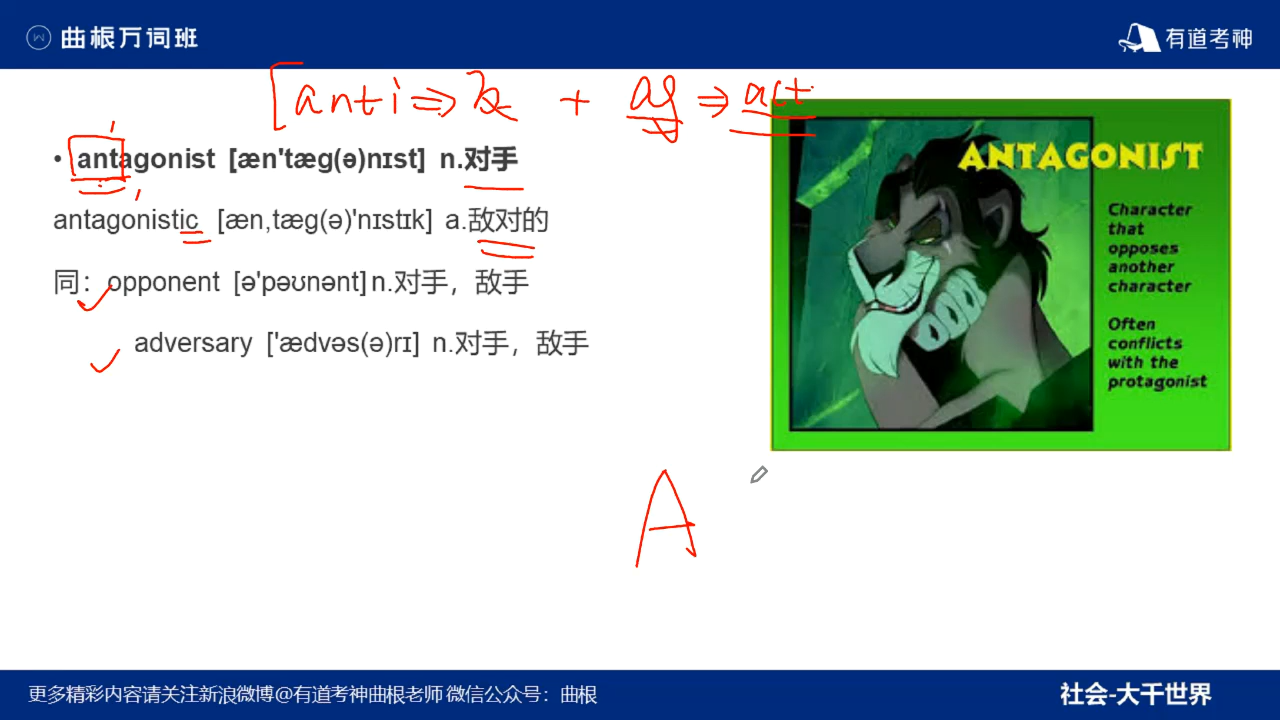 曲根万词班
有道考神
anti ⇒ 反 + ag ⇒ act
• antagonist [æn'tæg(ə)nɪst] n.对手
antagonistic [æn,tæg(ə)'nɪstɪk] a.敌对的
同：opponent [ə'pəʊnənt] n.对手，敌手
adversary ['ædvəs(ə)rɪ] n.对手，敌手
ANTAGONIST
Character
that
opposes
another
character
Often
conflicts
with the
protagonist
A
更多精彩内容请关注新浪微博@有道考神曲根老师 微信公众号：曲根
社会-大千世界